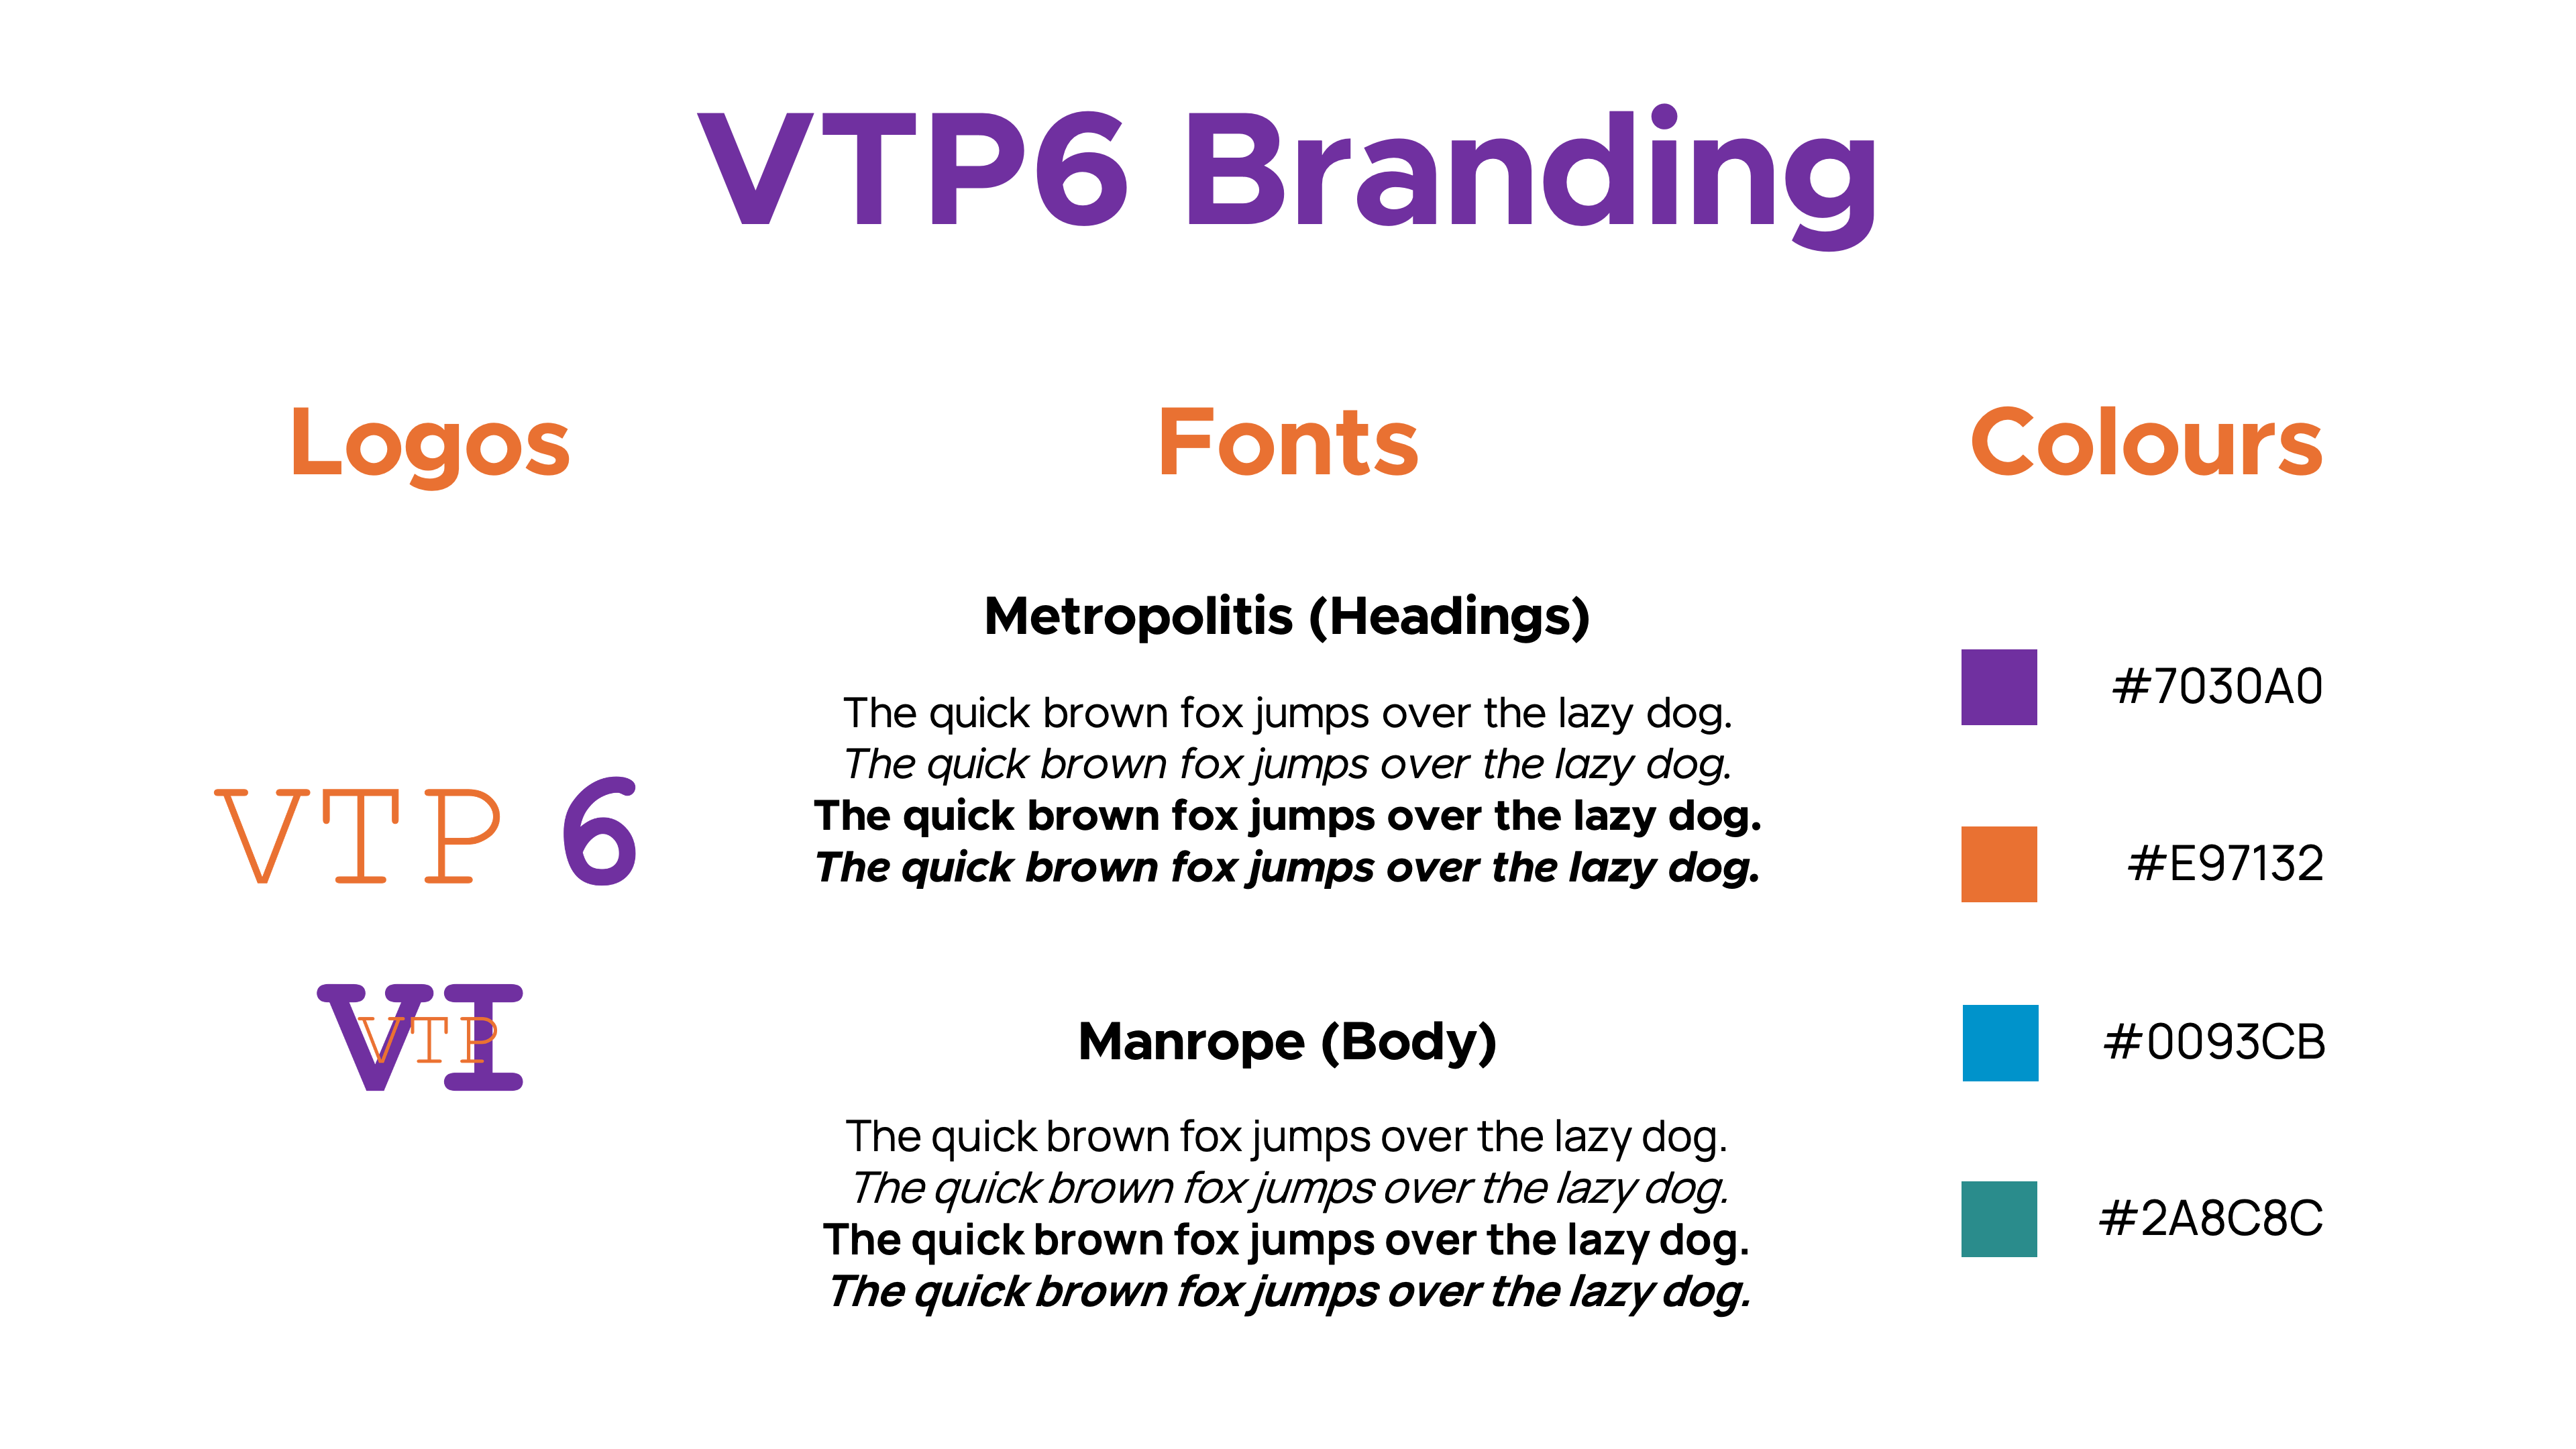 VTP6 Branding
Logos
Fonts
Colours
VTP 6
VI
VTP
Metropolitis (Headings)
The quick brown fox jumps over the lazy dog.
The quick brown fox jumps over the lazy dog.
The quick brown fox jumps over the lazy dog.
The quick brown fox jumps over the lazy dog.
Manrope (Body)
The quick brown fox jumps over the lazy dog.
The quick brown fox jumps over the lazy dog.
The quick brown fox jumps over the lazy dog.
The quick brown fox jumps over the lazy dog.
#7030A0
#E97132
#0093CB
#2A8C8C